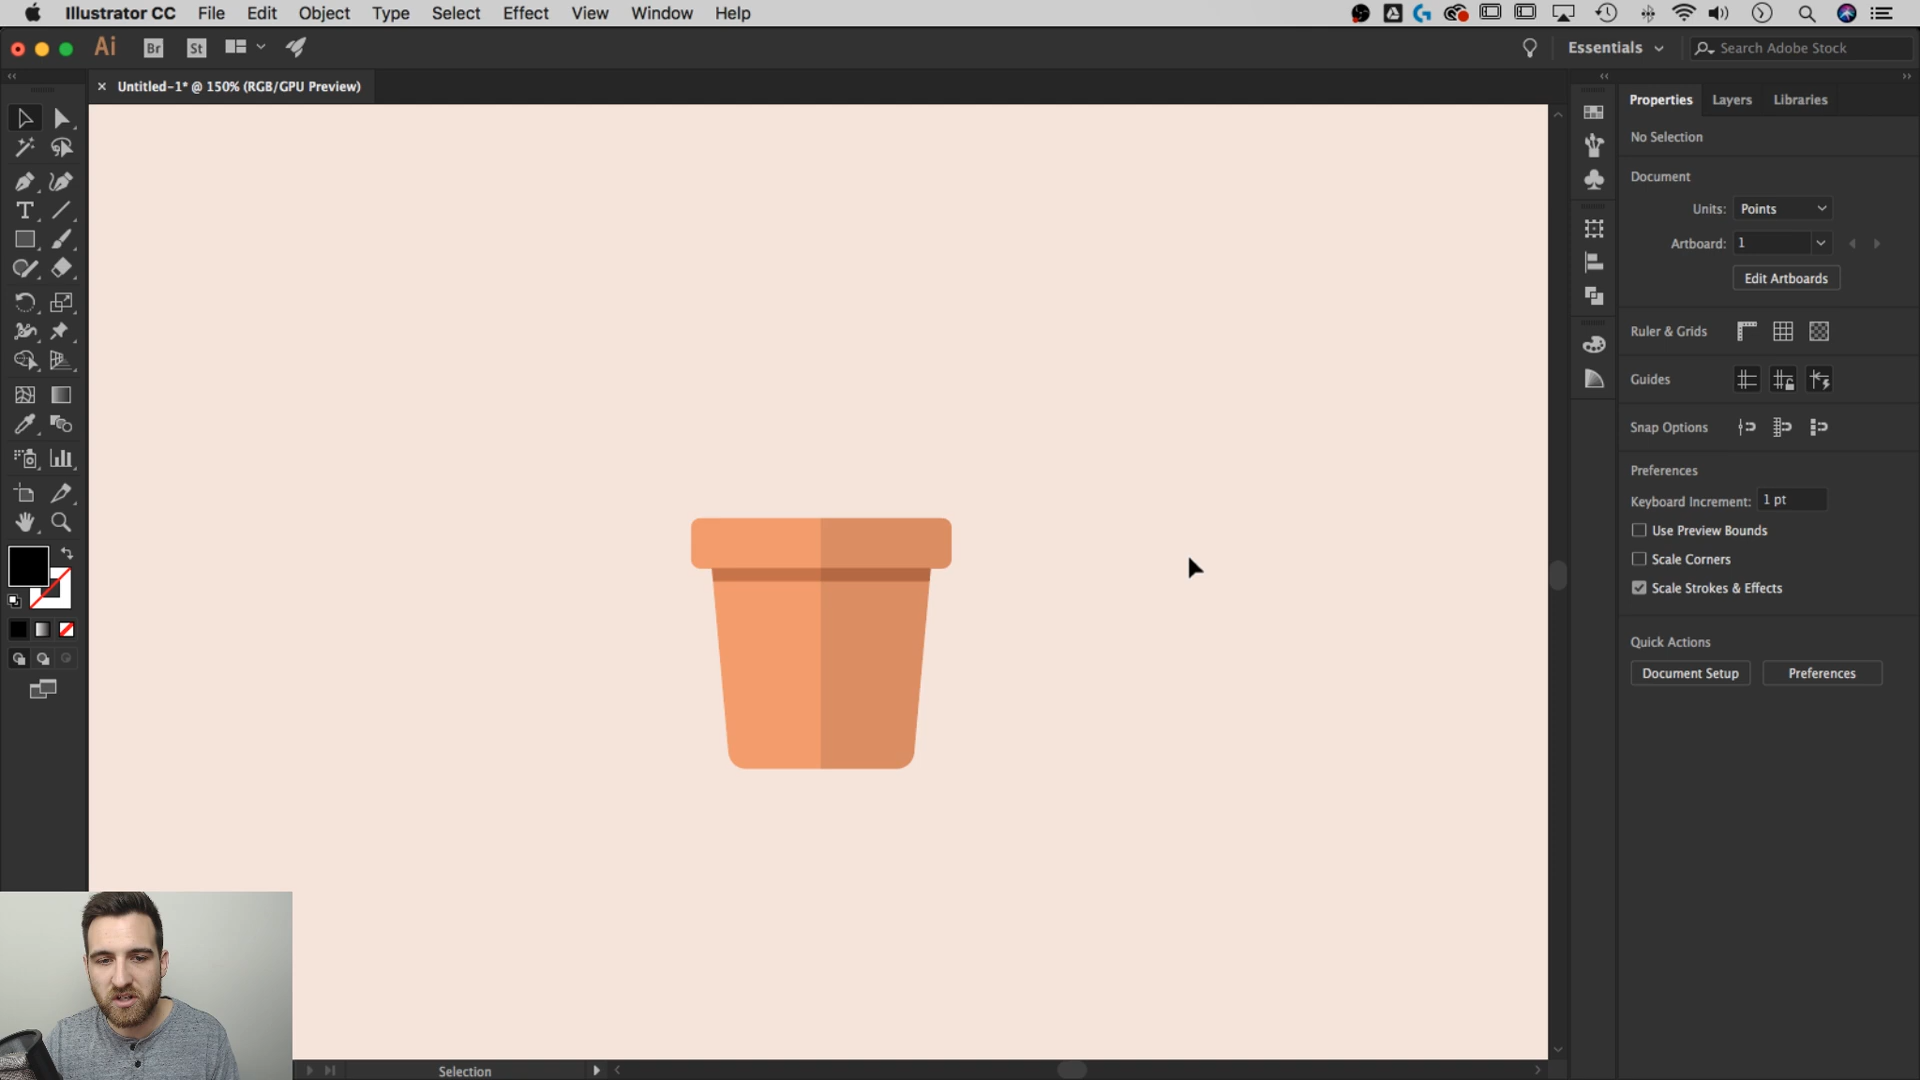 Illustrator CC File Edit Object Type Select Effect View Window Help
Ai Br St Essentials Search Adobe Stock
× Untitled-1* @ 150% (RGB/GPU Preview)
Properties Layers Libraries
No Selection
Document
Units: Points
Artboard: 1
Edit Artboards
Ruler & Grids
Guides
Snap Options
Preferences
Keyboard Increment: 1 pt
Use Preview Bounds
Scale Corners
Scale Strokes & Effects
Quick Actions
Document Setup Preferences
Selection